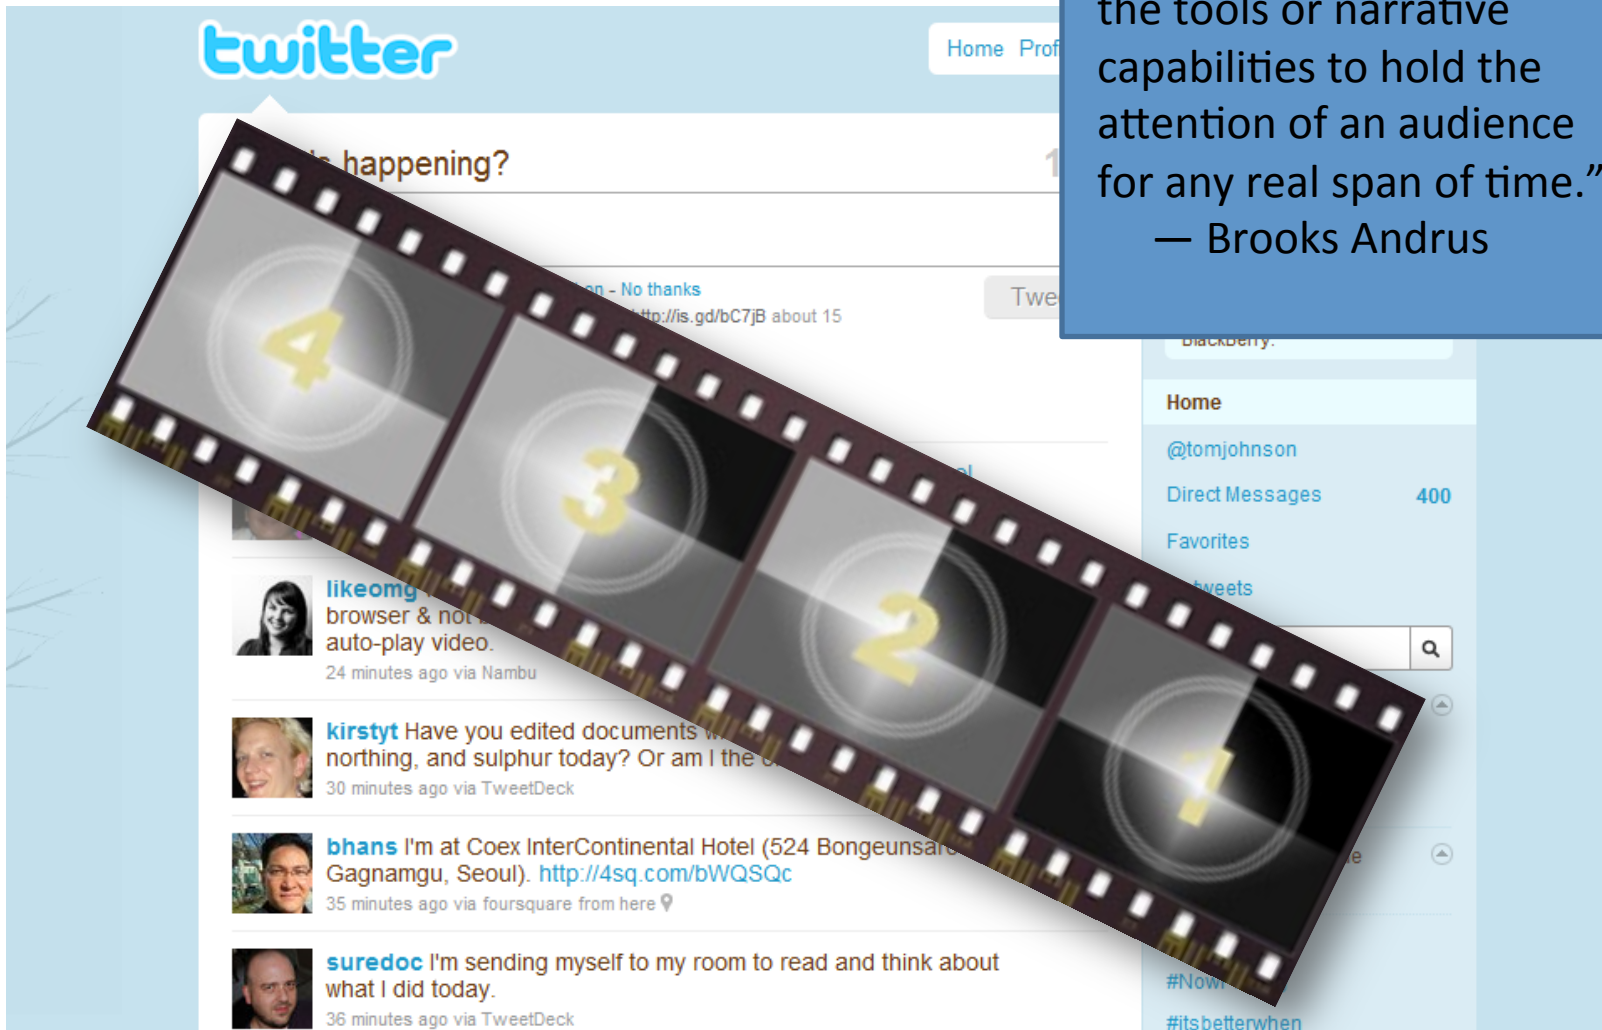 twitter
Home Prof
the tools or narrative
capabilities to hold the
attention of an audience
for any real span of time.”
— Brooks Andrus
happening?
1
on - No thanks
http://is.gd/bC7jB about 15
Twe
BlackBerry.
Home
@tomjohnson
Direct Messages 400
Favorites
tweets
4
3
2
1
likeomg
browser & not
auto-play video.
24 minutes ago via Nambu
kirstyt Have you edited documents
northing, and sulphur today? Or am I the
30 minutes ago via TweetDeck
bhans I'm at Coex InterContinental Hotel (524 Bongeunsaro
Gagnamgu, Seoul). http://4sq.com/bWQSQc
35 minutes ago via foursquare from here
suredoc I'm sending myself to my room to read and think about
what I did today.
36 minutes ago via TweetDeck
#Now
#itsbetterwhen